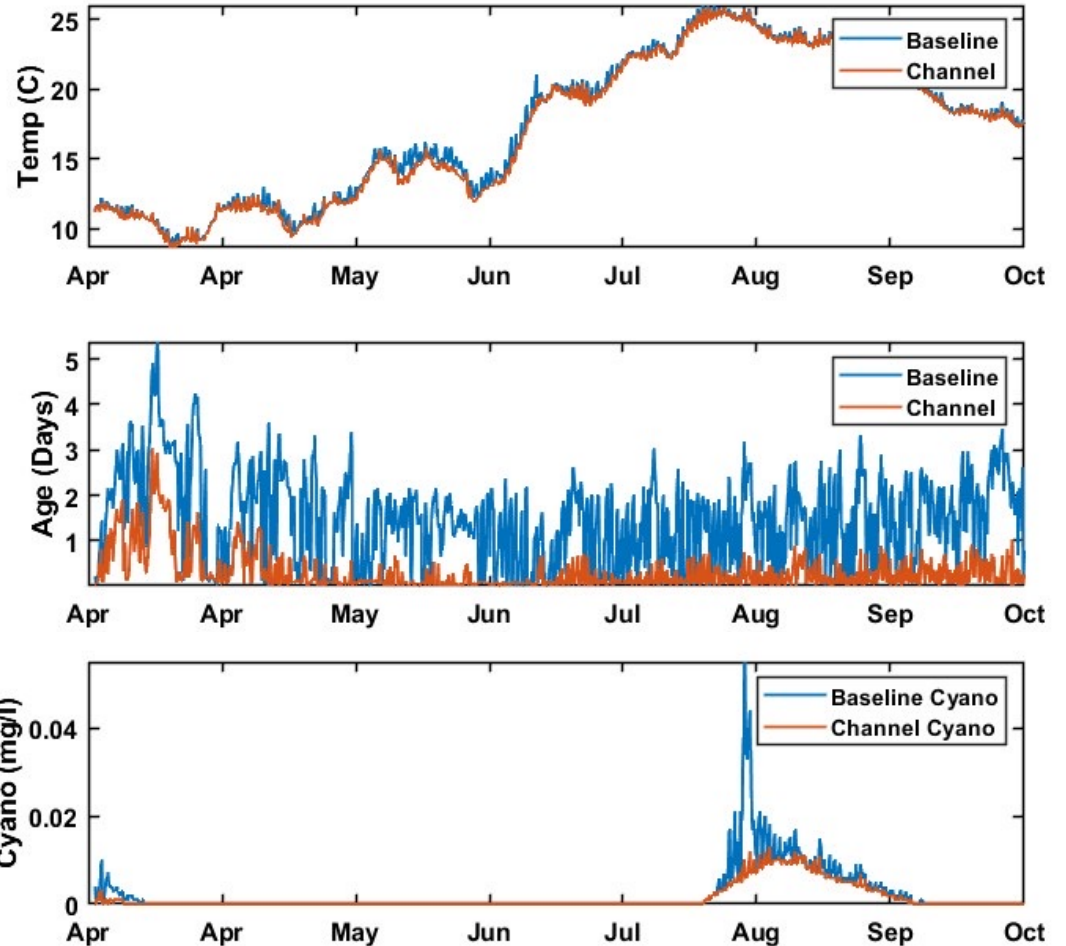 Temp (C)
25
20
15
10
Baseline
Channel
Apr Apr May Jun Jul Aug Sep Oct
Age (Days)
5
4
3
2
1
Baseline
Channel
Apr Apr May Jun Jul Aug Sep Oct
Cyano (mg/l)
0.04
0.02
0
Baseline Cyano
Channel Cyano
Apr Apr May Jun Jul Aug Sep Oct